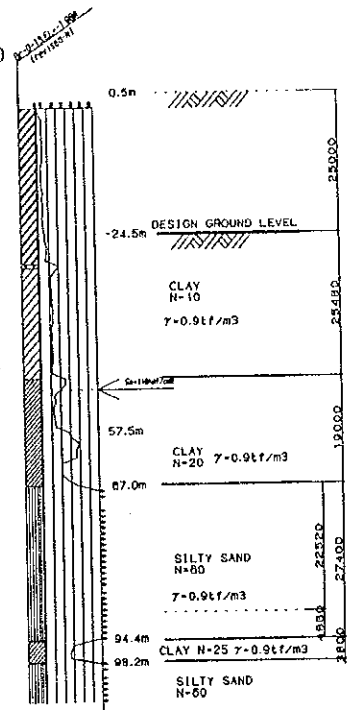 0.5m
25000
DESIGN GROUND LEVEL
-24.5m
CLAY
N=10
γ=0.9tf/m3
25480
57.5m
CLAY
N=20 γ=0.9tf/m3
19000
67.0m
SILTY SAND
N=80
γ=0.9tf/m3
22520
27400
4880
94.4m
CLAY N=25 γ=0.9tf/m3
3800
98.2m
SILTY SAND
N=60